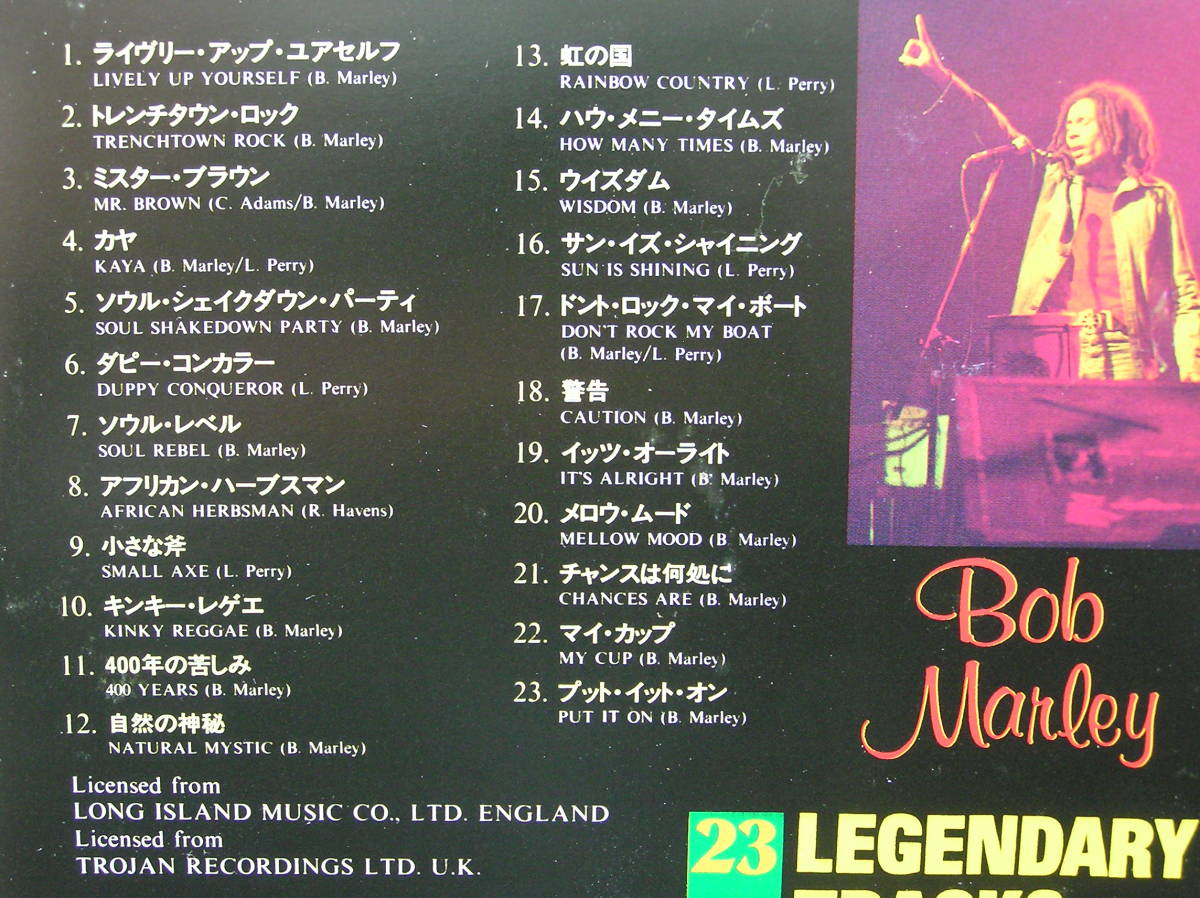 1. ライヴリー・アップ・ユアセルフ
LIVELY UP YOURSELF (B. Marley)
2. トレンチタウン・ロック
TRENCHTOWN ROCK (B. Marley)
3. ミスター・ブラウン
MR. BROWN (C. Adams/B. Marley)
4. カヤ
KAYA (B. Marley/L. Perry)
5. ソウル・シェイクダウン・パーティ
SOUL SHAKEDOWN PARTY (B. Marley)
6. ダピー・コンカラー
DUPPY CONQUEROR (L. Perry)
7. ソウル・レベル
SOUL REBEL (B. Marley)
8. アフリカン・ハーブスマン
AFRICAN HERBSMAN (R. Havens)
9. 小さな斧
SMALL AXE (L. Perry)
10. キンキー・レゲエ
KINKY REGGAE (B. Marley)
11. 400年の苦しみ
400 YEARS (B. Marley)
12. 自然の神秘
NATURAL MYSTIC (B. Marley)
13. 虹の国
RAINBOW COUNTRY (L. Perry)
14. ハウ・メニー・タイムズ
HOW MANY TIMES (B. Marley)
15. ウイズダム
WISDOM (B. Marley)
16. サン・イズ・シャイニング
SUN IS SHINING (L. Perry)
17. ドント・ロック・マイ・ボート
DON'T ROCK MY BOAT
(B. Marley/L. Perry)
18. 警告
CAUTION (B. Marley)
19. イッツ・オーライト
IT'S ALRIGHT (B. Marley)
20. メロウ・ムード
MELLOW MOOD (B. Marley)
21. チャンスは何処に
CHANCES ARE (B. Marley)
22. マイ・カップ
MY CUP (B. Marley)
23. プット・イット・オン
PUT IT ON (B. Marley)
Licensed from
LONG ISLAND MUSIC CO., LTD. ENGLAND
Licensed from
TROJAN RECORDINGS LTD. U.K.
Bob
Marley
23 LEGENDARY
TRACKS